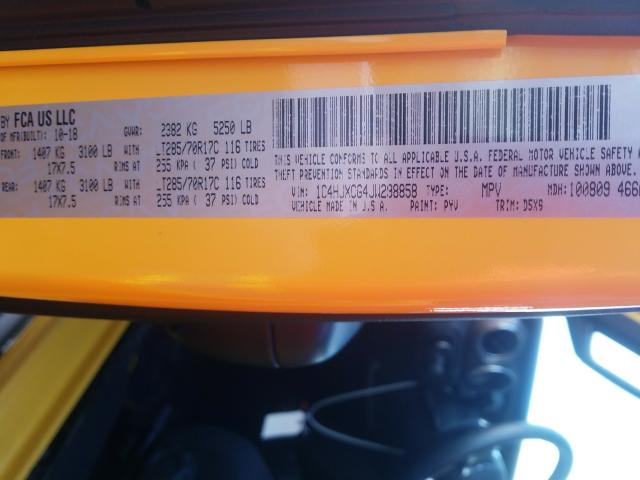 BY FCA US LLC
OF MFR(BUILT): 10-18 GVWR: 2382 KG 5250 LB
FRONT: 1407 KG 3100 LB WITH LT285/70R17C 116 TIRES
17X7.5 RIMS AT 255 KPA ( 37 PSI) COLD
REAR: 1407 KG 3100 LB WITH LT285/70R17C 116 TIRES
17X7.5 RIMS AT 255 KPA ( 37 PSI) COLD
THIS VEHICLE CONFORMS TO ALL APPLICABLE U.S.A. FEDERAL MOTOR VEHICLE SAFETY
THEFT PREVENTION STANDARDS IN EFFECT ON THE DATE OF MANUFACTURE SHOWN ABOVE.
VIN: 1C4HJXCG4JW238858 TYPE: MPV MDH: 100809 466
VEHICLE MADE IN U.S.A. PAINT: PYV TRIM: D5X9